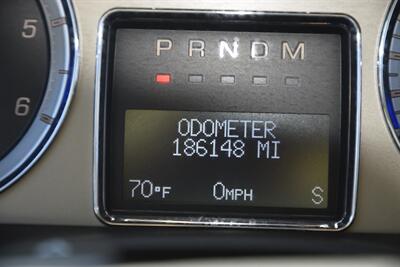 5
6
P R N D M
ODOMETER
186148 MI
70°F 0MPH S